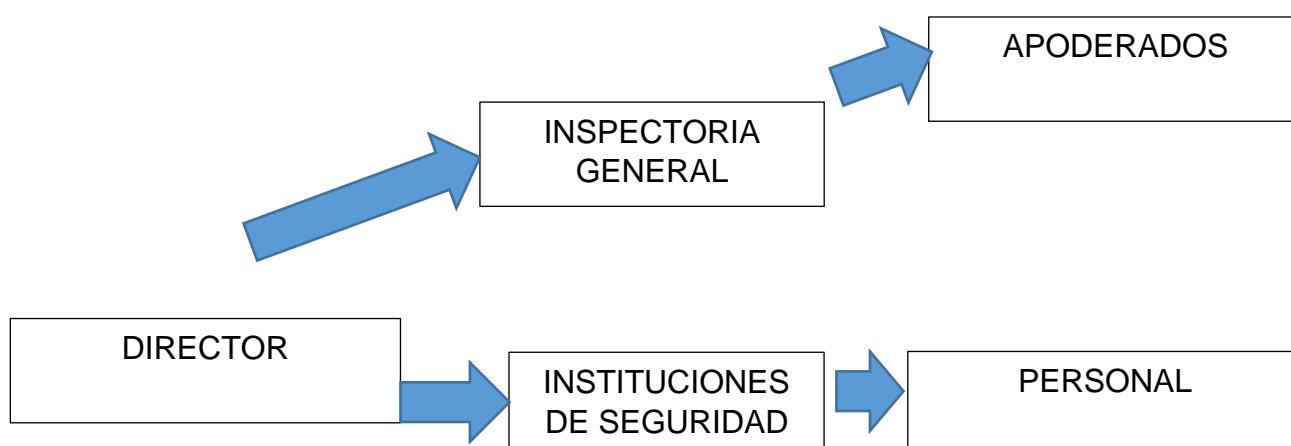 APODERADOS
INSPECTORIA
GENERAL
DIRECTOR
INSTITUCIONES
DE SEGURIDAD
PERSONAL